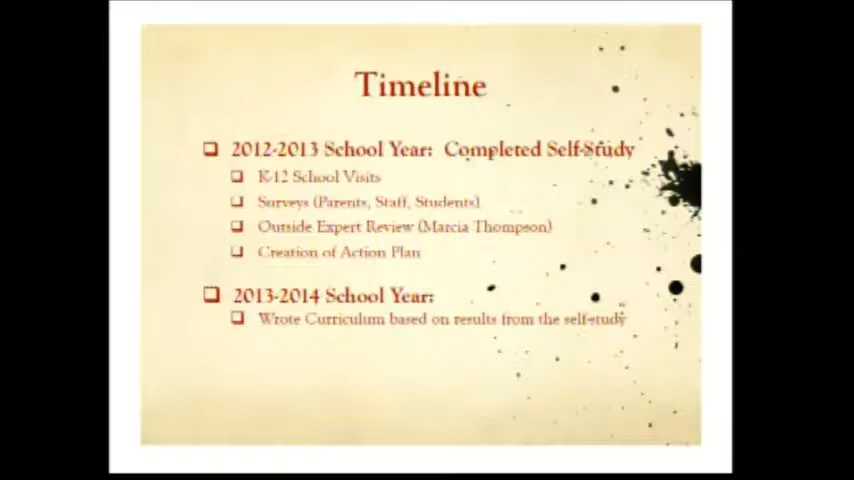 Timeline
2012-2013 School Year: Completed Self-Study
K-12 School Visits
Surveys (Parents, Staff, Students)
Outside Expert Review (Marcia Thompson)
Creation of Action Plan
2013-2014 School Year:
Wrote Curriculum based on results from the self-study